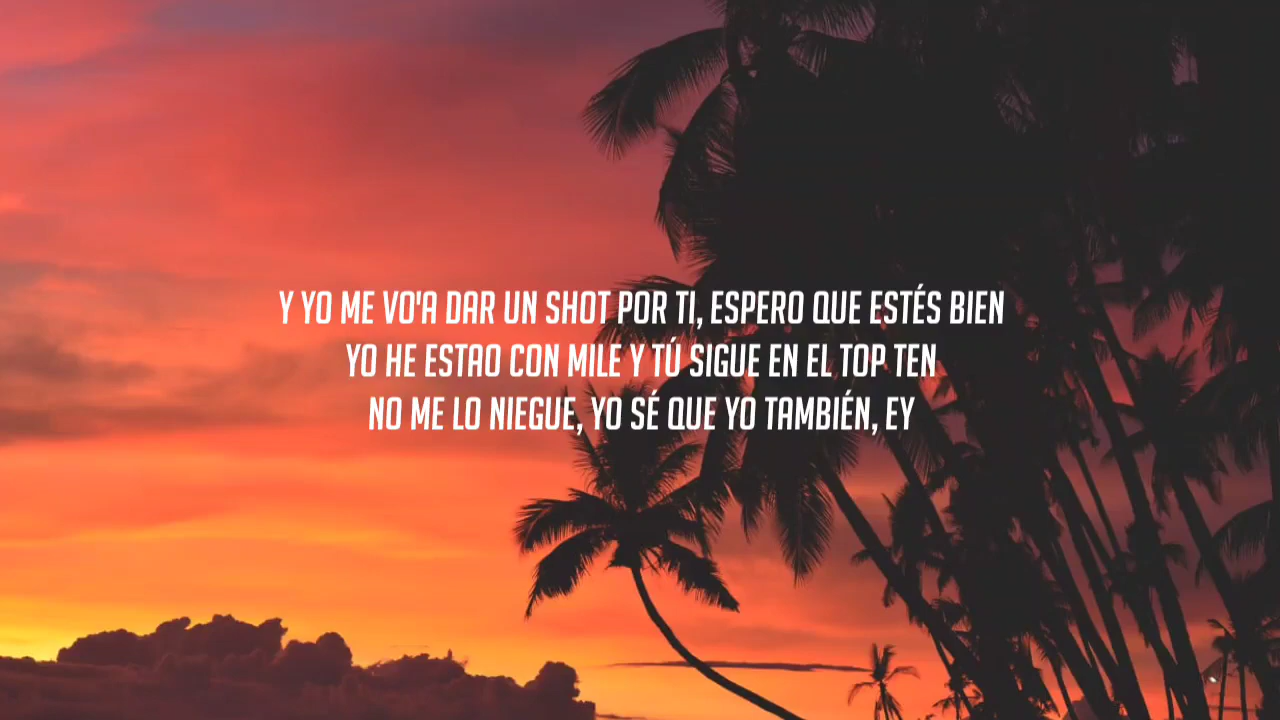 Y YO ME VO'A DAR UN SHOT POR TI, ESPERO QUE ESTÉS BIEN
YO HE ESTAO CON MILE Y TÚ SIGUE EN EL TOP TEN
NO ME LO NIEGUE, YO SÉ QUE YO TAMBIÉN, EY